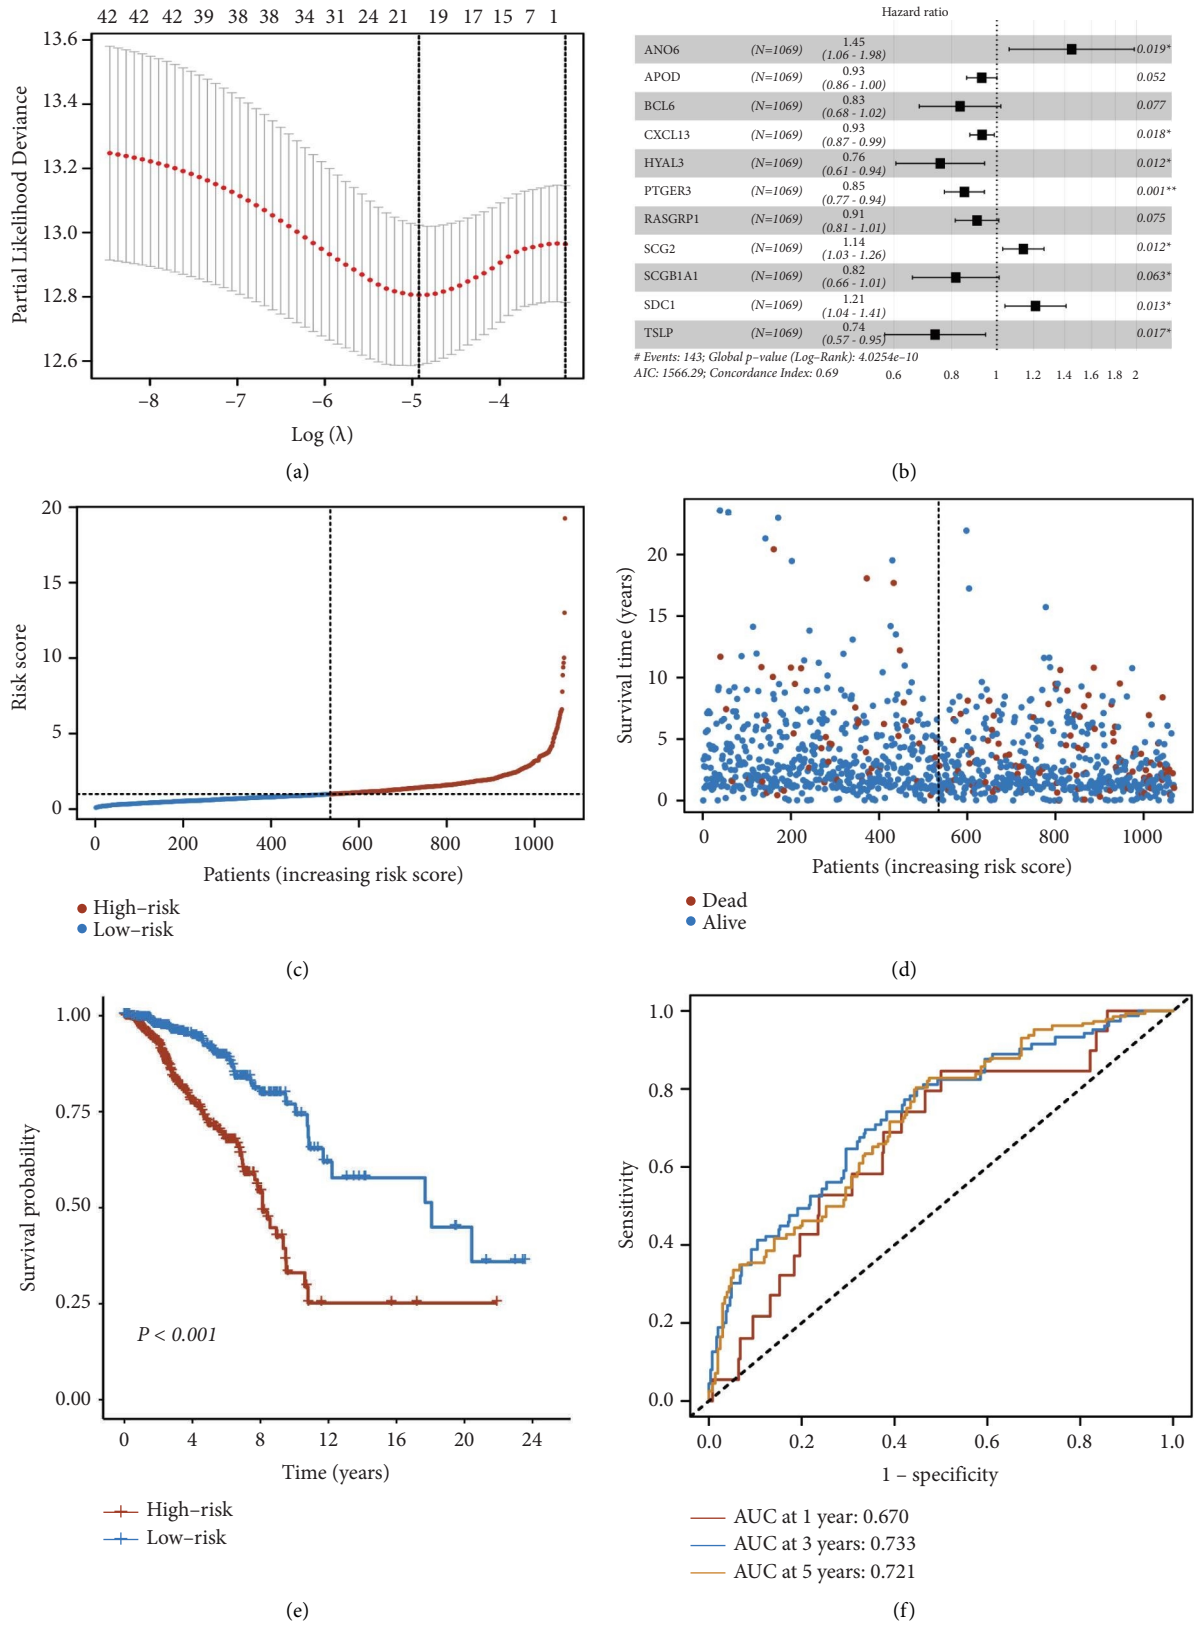 42 42 42 39 38 38 34 31 24 21 19 17 15 7 1
13.6
13.4
13.2
13.0
12.8
12.6
Partial Likelihood Deviance
−8 −7 −6 −5 −4
Log (λ)
(a)
Hazard ratio
ANO6 (N=1069) 1.45 (1.06 - 1.98) 0.019*
APOD (N=1069) 0.93 (0.86 - 1.00) 0.052
BCL6 (N=1069) 0.83 (0.68 - 1.02) 0.077
CXCL13 (N=1069) 0.93 (0.87 - 0.99) 0.018*
HYAL3 (N=1069) 0.76 (0.61 - 0.94) 0.012*
PTGER3 (N=1069) 0.85 (0.77 - 0.94) 0.001**
RASGRP1 (N=1069) 0.91 (0.81 - 1.01) 0.075
SCG2 (N=1069) 1.14 (1.03 - 1.26) 0.012*
SCGB1A1 (N=1069) 0.82 (0.66 - 1.01) 0.063*
SDC1 (N=1069) 1.21 (1.04 - 1.41) 0.013*
TSLP (N=1069) 0.74 (0.57 - 0.95) 0.017*
# Events: 143; Global p−value (Log−Rank): 4.0254e−10
AIC: 1566.29; Concordance Index: 0.69
0.6 0.8 1 1.2 1.4 1.6 1.8 2
(b)
20
15
10
5
0
Risk score
0 200 400 600 800 1000
Patients (increasing risk score)
High−risk
Low−risk
(c)
20
15
10
5
0
Survival time (years)
0 200 400 600 800 1000
Patients (increasing risk score)
Dead
Alive
(d)
1.00
0.75
0.50
0.25
0.00
Survival probability
P < 0.001
0 4 8 12 16 20 24
Time (years)
High−risk
Low−risk
(e)
1.0
0.8
0.6
0.4
0.2
0.0
Sensitivity
0.0 0.2 0.4 0.6 0.8 1.0
1 − specificity
AUC at 1 year: 0.670
AUC at 3 years: 0.733
AUC at 5 years: 0.721
(f)